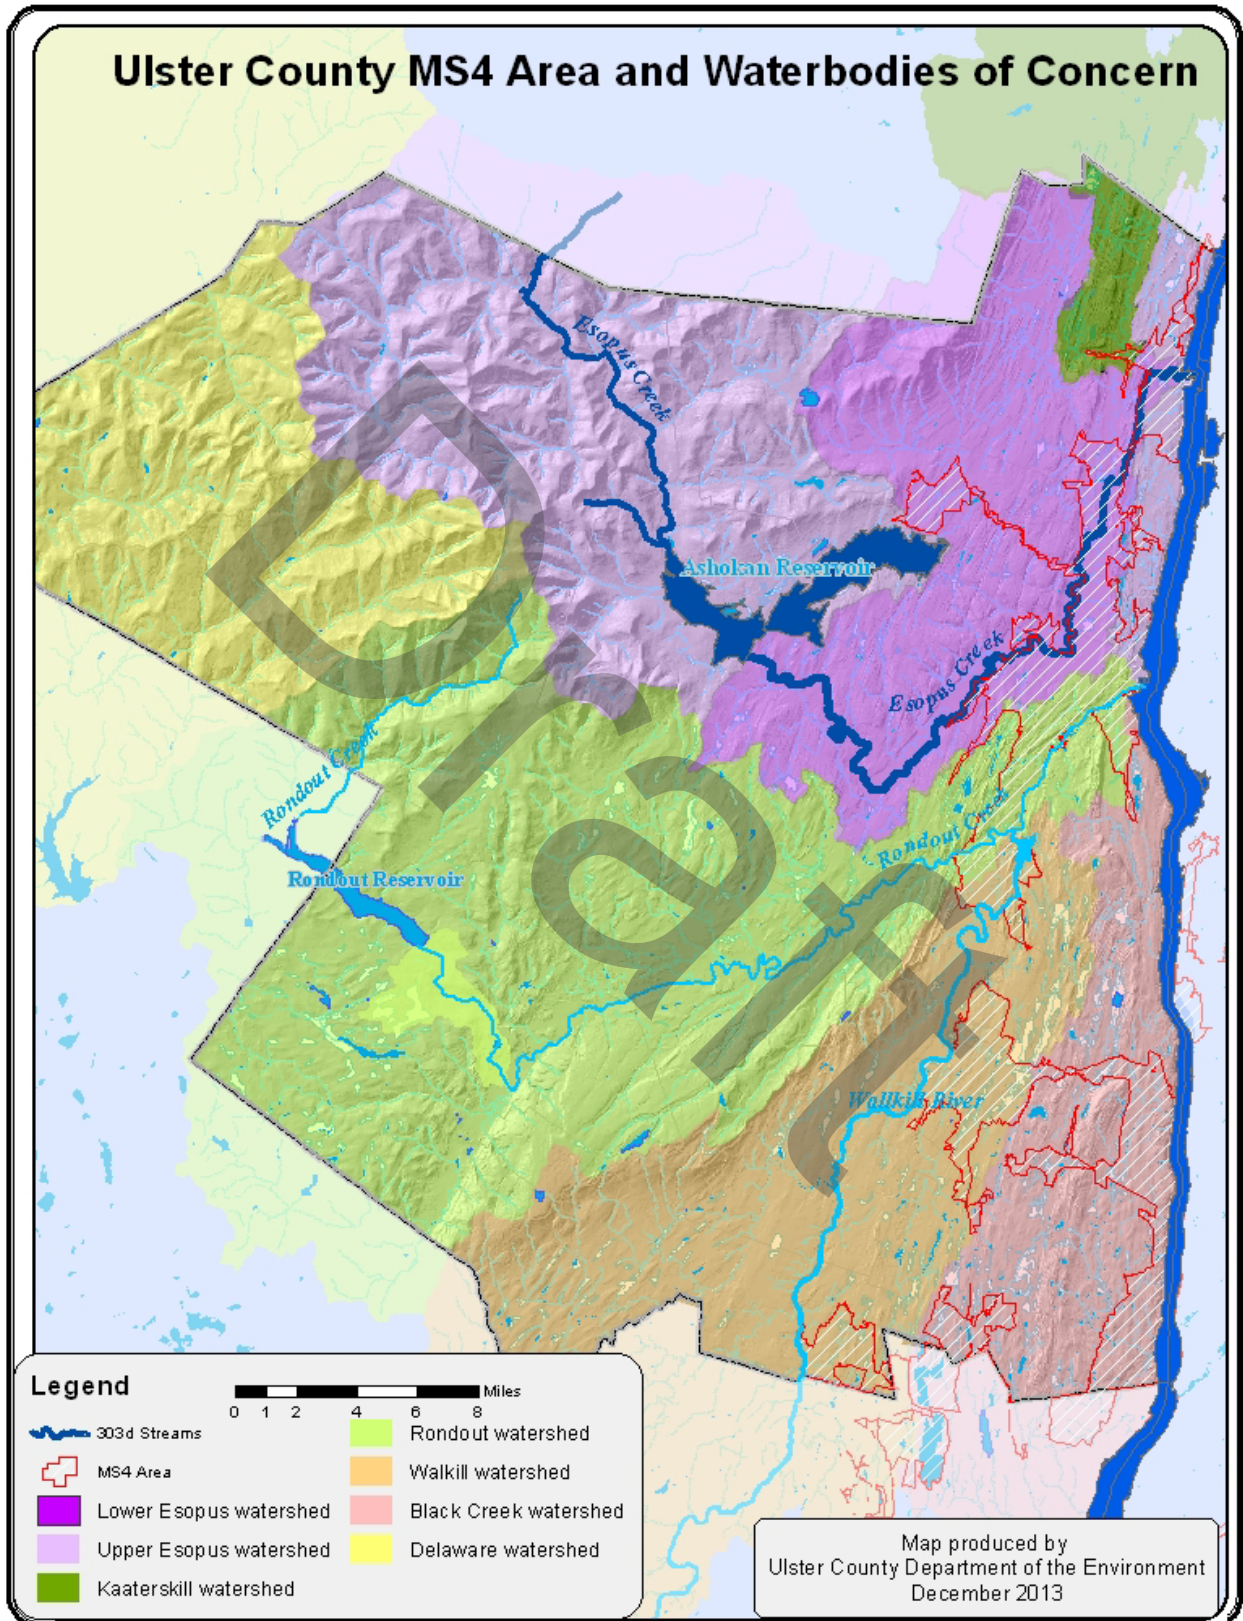 Ulster County MS4 Area and Waterbodies of Concern
Esopus Creek
Ashokan Reservoir
Esopus Creek
Rondout Creek
Rondout Creek
Rondout Reservoir
Wallkill River
Draft
Legend
Miles
0 1 2 4 6 8
303d Streams
MS4 Area
Lower Esopus watershed
Upper Esopus watershed
Kaaterskill watershed
Rondout watershed
Walkill watershed
Black Creek watershed
Delaware watershed
Map produced by
Ulster County Department of the Environment
December 2013